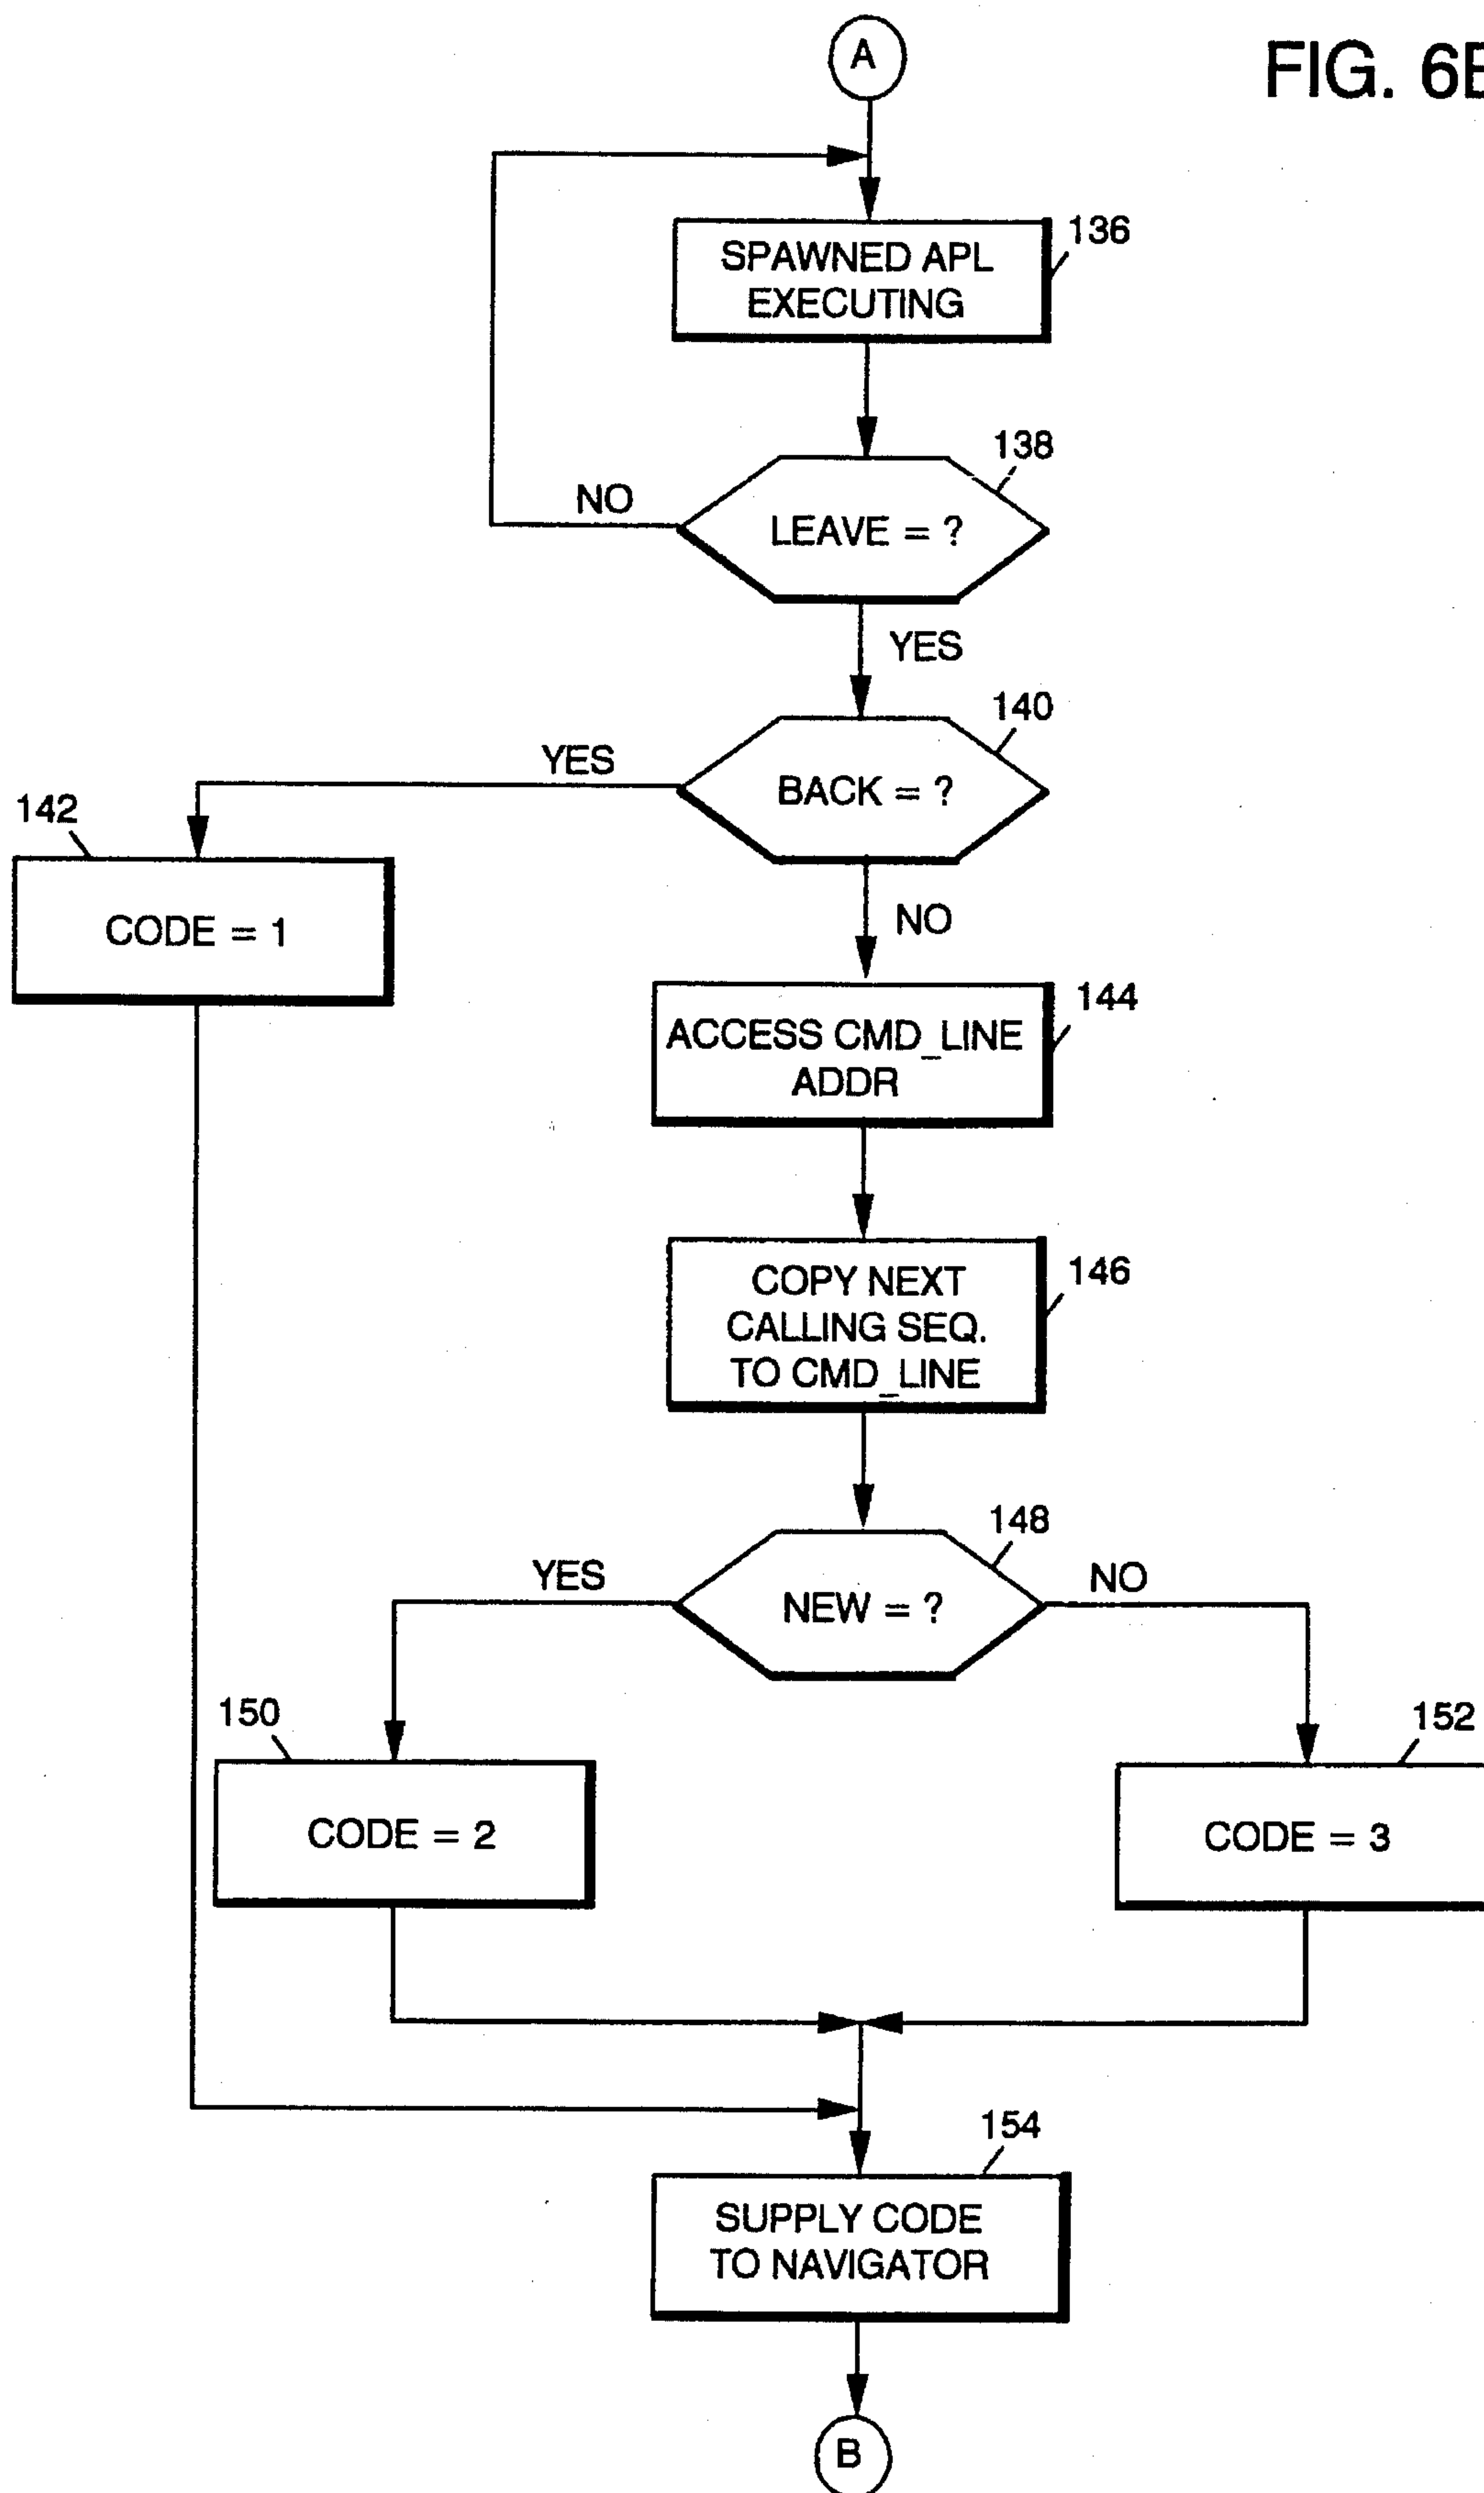 A
FIG. 6B
SPAWNED APL
EXECUTING
136
138
NO
LEAVE = ?
YES
140
YES
BACK = ?
142
CODE = 1
NO
144
ACCESS CMD_LINE
ADDR
146
COPY NEXT
CALLING SEQ.
TO CMD_LINE
148
YES
NO
NEW = ?
150
152
CODE = 2
CODE = 3
154
SUPPLY CODE
TO NAVIGATOR
B